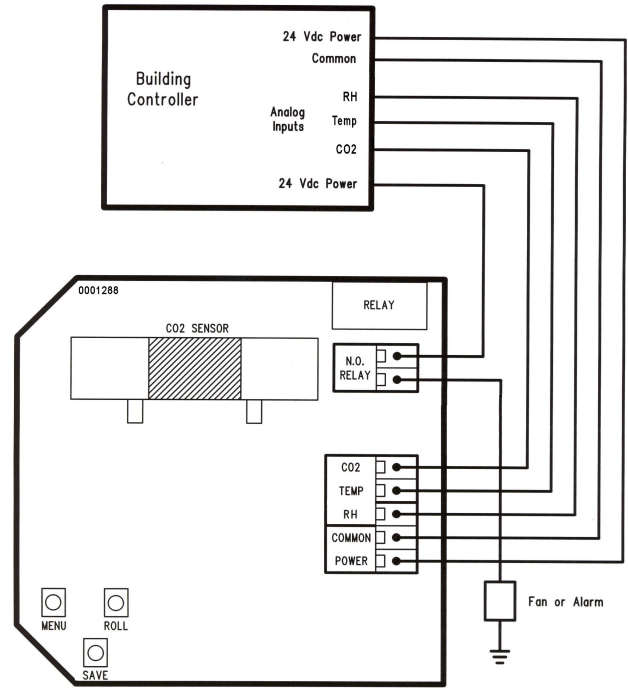 24 Vdc Power
Common
Building
Controller
RH
Analog
Inputs
Temp
CO2
24 Vdc Power
0001288
RELAY
CO2 SENSOR
N.O.
RELAY
CO2
TEMP
RH
COMMON
POWER
Fan or Alarm
MENU
ROLL
SAVE